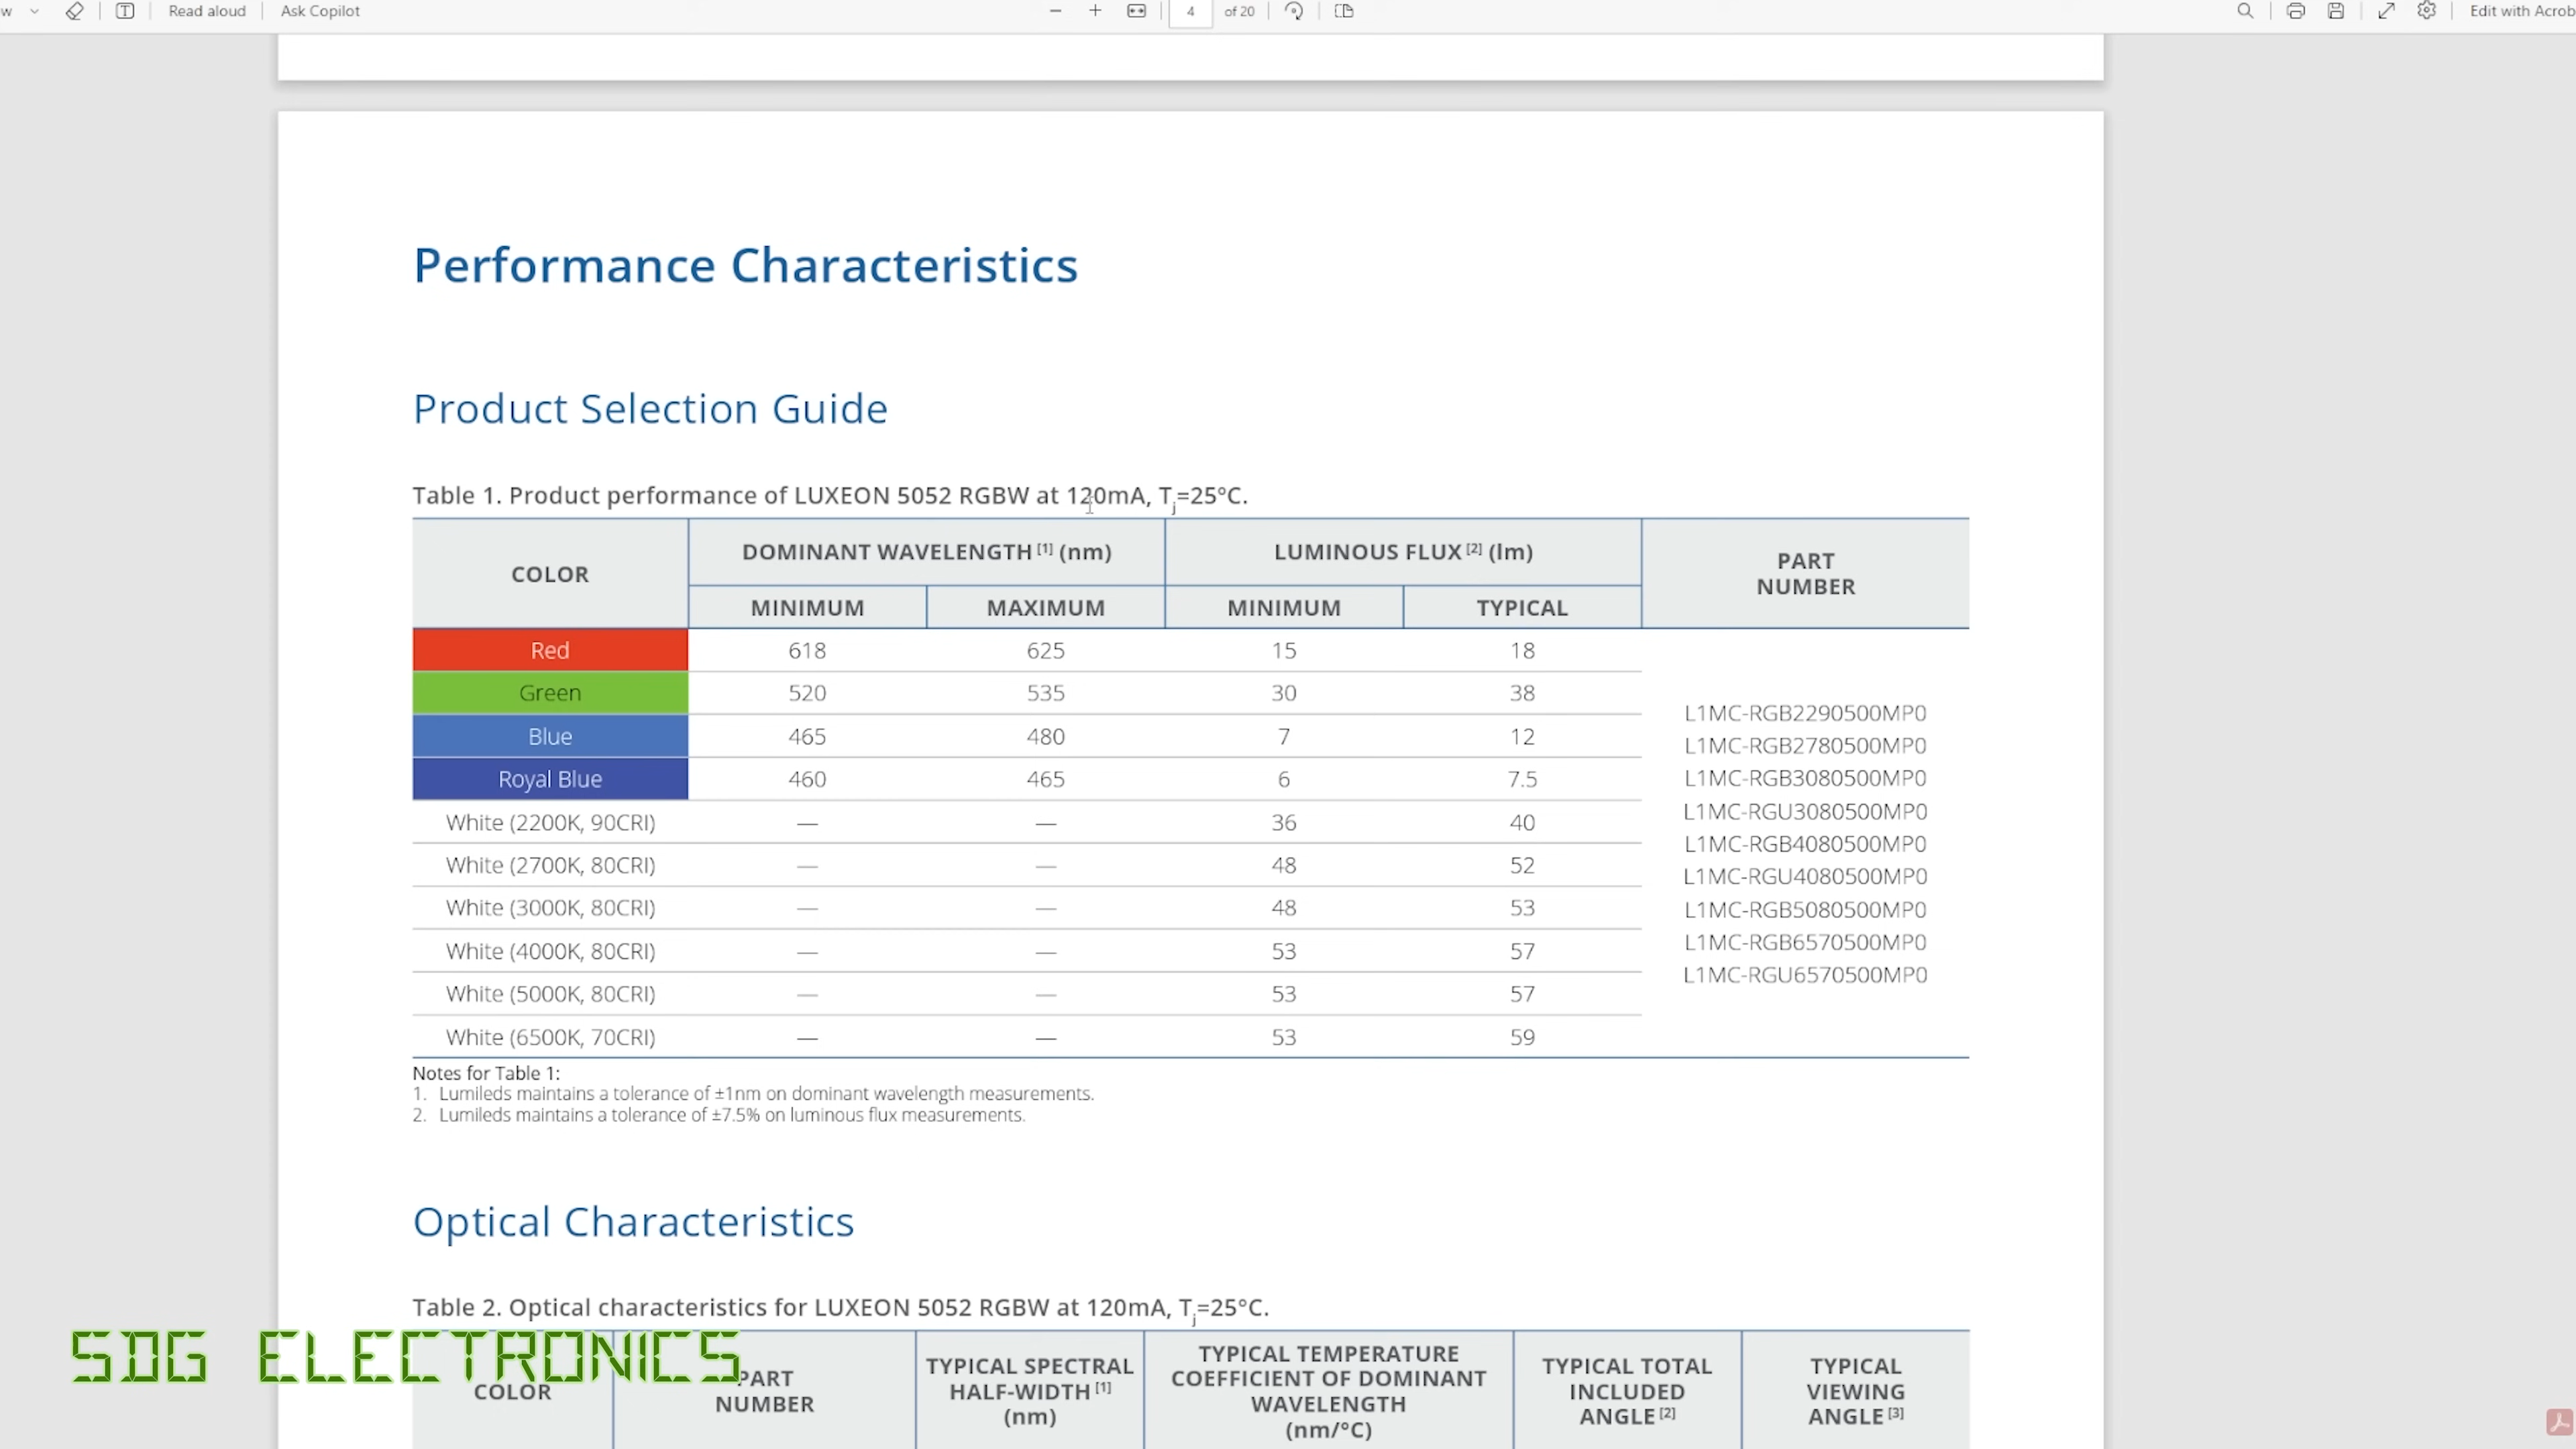 w
Read aloud
Ask Copilot
4 of 20
Edit with Acrob
Performance Characteristics
Product Selection Guide
Table 1. Product performance of LUXEON 5052 RGBW at 120mA, Tj=25°C.
COLOR
DOMINANT WAVELENGTH [1] (nm)
LUMINOUS FLUX [2] (lm)
PART
NUMBER
MINIMUM MAXIMUM MINIMUM TYPICAL
Red 618 625 15 18
Green 520 535 30 38
Blue 465 480 7 12
Royal Blue 460 465 6 7.5
White (2200K, 90CRI) — — 36 40
White (2700K, 80CRI) — — 48 52
White (3000K, 80CRI) — — 48 53
White (4000K, 80CRI) — — 53 57
White (5000K, 80CRI) — — 53 57
White (6500K, 70CRI) — — 53 59
L1MC-RGB2290500MP0
L1MC-RGB2780500MP0
L1MC-RGB3080500MP0
L1MC-RGU3080500MP0
L1MC-RGB4080500MP0
L1MC-RGU4080500MP0
L1MC-RGB5080500MP0
L1MC-RGB6570500MP0
L1MC-RGU6570500MP0
Notes for Table 1:
1. Lumileds maintains a tolerance of ±1nm on dominant wavelength measurements.
2. Lumileds maintains a tolerance of ±7.5% on luminous flux measurements.
Optical Characteristics
Table 2. Optical characteristics for LUXEON 5052 RGBW at 120mA, Tj=25°C.
COLOR
PART
NUMBER
TYPICAL SPECTRAL
HALF-WIDTH [1]
(nm)
TYPICAL TEMPERATURE
COEFFICIENT OF DOMINANT
WAVELENGTH
(nm/°C)
TYPICAL TOTAL
INCLUDED
ANGLE [2]
TYPICAL
VIEWING
ANGLE [3]
SDG ELECTRONICS